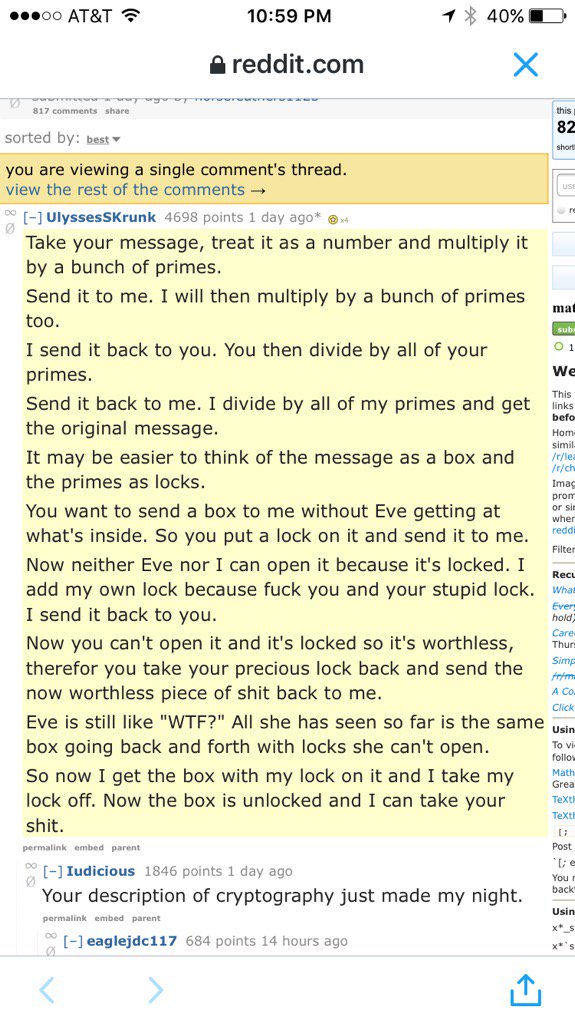 AT&T 10:59 PM 40%
reddit.com
817 comments share
sorted by: best
you are viewing a single comment's thread.
view the rest of the comments →
[–] UlyssesSKrunk 4698 points 1 day ago* x4
Take your message, treat it as a number and multiply it
by a bunch of primes.
Send it to me. I will then multiply by a bunch of primes
too.
I send it back to you. You then divide by all of your
primes.
Send it back to me. I divide by all of my primes and get
the original message.
It may be easier to think of the message as a box and
the primes as locks.
You want to send a box to me without Eve getting at
what's inside. So you put a lock on it and send it to me.
Now neither Eve nor I can open it because it's locked. I
add my own lock because fuck you and your stupid lock.
I send it back to you.
Now you can't open it and it's locked so it's worthless,
therefor you take your precious lock back and send the
now worthless piece of shit back to me.
Eve is still like "WTF?" All she has seen so far is the same
box going back and forth with locks she can't open.
So now I get the box with my lock on it and I take my
lock off. Now the box is unlocked and I can take your
shit.
permalink embed parent
[–] Iudicious 1846 points 1 day ago
Your description of cryptography just made my night.
permalink embed parent
[–] eaglejdc117 684 points 14 hours ago
this
82
short
use
mat
sub
1
We
This
links
befo
Hom
simil
/r/lea
/r/ch
Imag
prom
or si
when
reddi
Filter
Recu
What
Every
hold)
Care
Thurs
Simp
/r/m
A Co
Click
Usin
To vi
follo
Math
Grea
TeXt
TeXt
[;
Post
`[; e
You
back
Usin
x*_s
x*`s